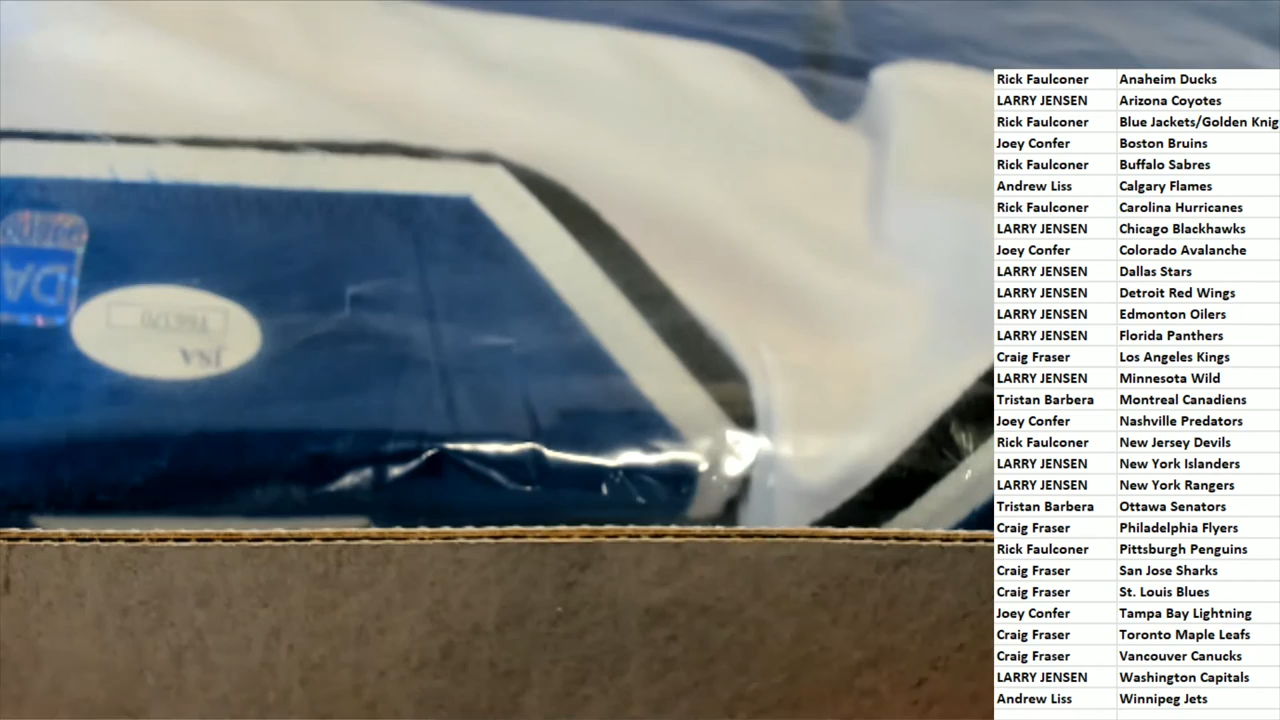 Rick Faulconer Anaheim Ducks
LARRY JENSEN Arizona Coyotes
Rick Faulconer Blue Jackets/Golden Knig
Joey Confer Boston Bruins
Rick Faulconer Buffalo Sabres
Andrew Liss Calgary Flames
Rick Faulconer Carolina Hurricanes
LARRY JENSEN Chicago Blackhawks
Joey Confer Colorado Avalanche
LARRY JENSEN Dallas Stars
LARRY JENSEN Detroit Red Wings
LARRY JENSEN Edmonton Oilers
LARRY JENSEN Florida Panthers
Craig Fraser Los Angeles Kings
LARRY JENSEN Minnesota Wild
Tristan Barbera Montreal Canadiens
Joey Confer Nashville Predators
Rick Faulconer New Jersey Devils
LARRY JENSEN New York Islanders
LARRY JENSEN New York Rangers
Tristan Barbera Ottawa Senators
Craig Fraser Philadelphia Flyers
Rick Faulconer Pittsburgh Penguins
Craig Fraser San Jose Sharks
Craig Fraser St. Louis Blues
Joey Confer Tampa Bay Lightning
Craig Fraser Toronto Maple Leafs
Craig Fraser Vancouver Canucks
LARRY JENSEN Washington Capitals
Andrew Liss Winnipeg Jets
DA
JSA